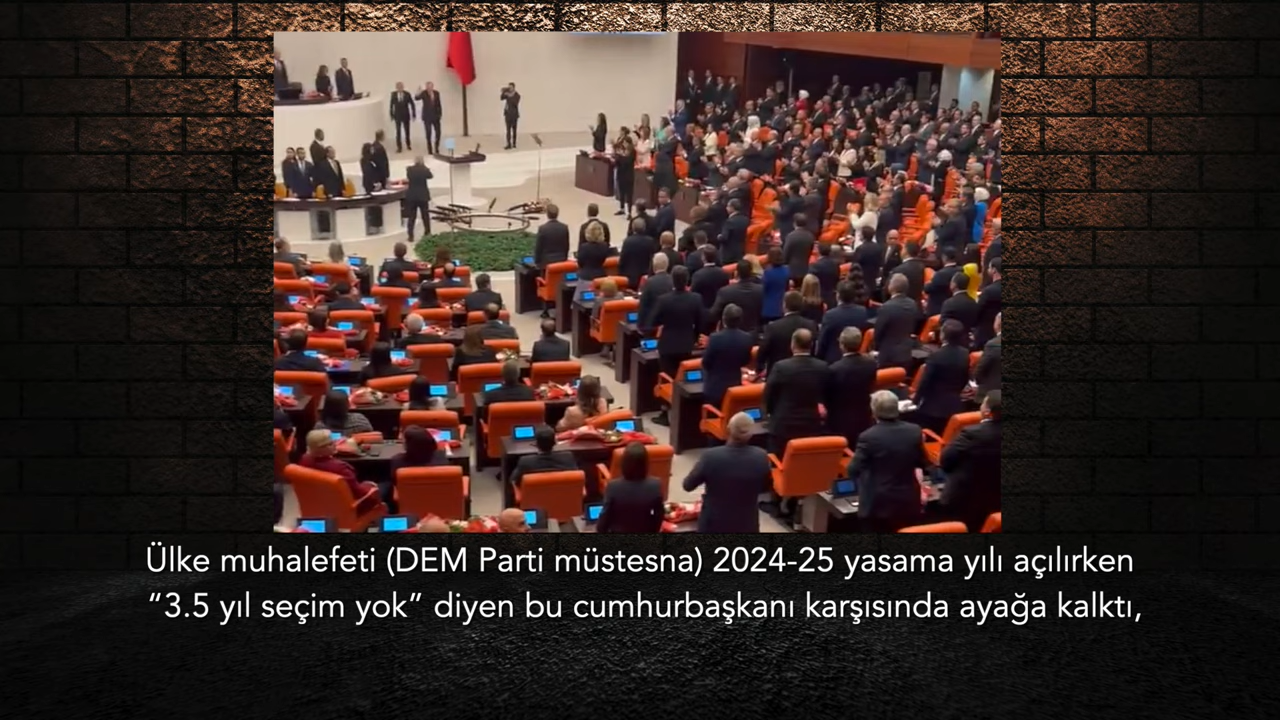 Ülke muhalefeti (DEM Parti müstesna) 2024-25 yasama yılı açılırken
“3.5 yıl seçim yok” diyen bu cumhurbaşkanı karşısında ayağa kalktı,